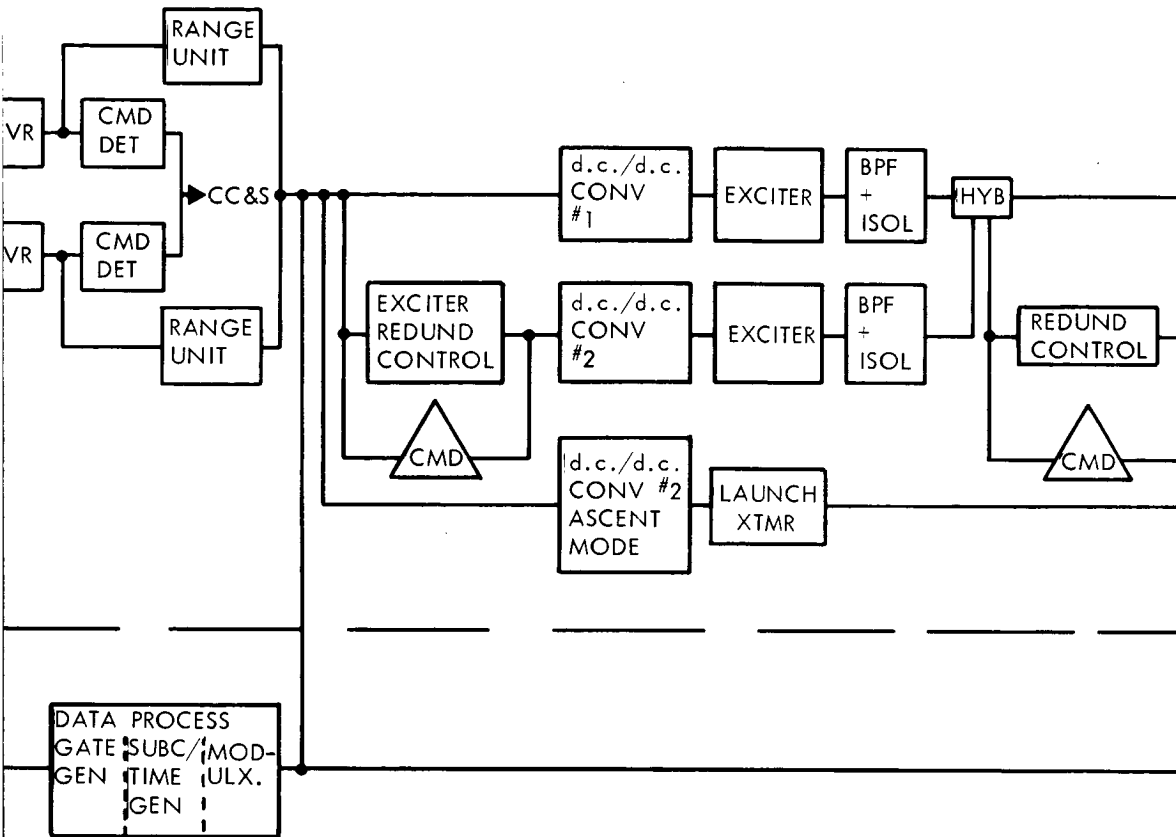 RANGE
UNIT
VR
CMD
DET
CC&S
VR
CMD
DET
RANGE
UNIT
d.c./d.c.
CONV
#1
EXCITER
BPF
+
ISOL
HYB
EXCITER
REDUND
CONTROL
d.c./d.c.
CONV
#2
EXCITER
BPF
+
ISOL
REDUND
CONTROL
CMD
CMD
d.c./d.c.
CONV #2
ASCENT
MODE
LAUNCH
XTMR
DATA PROCESS
GATE
GEN
SUBC/
TIME
GEN
MOD-
ULX.